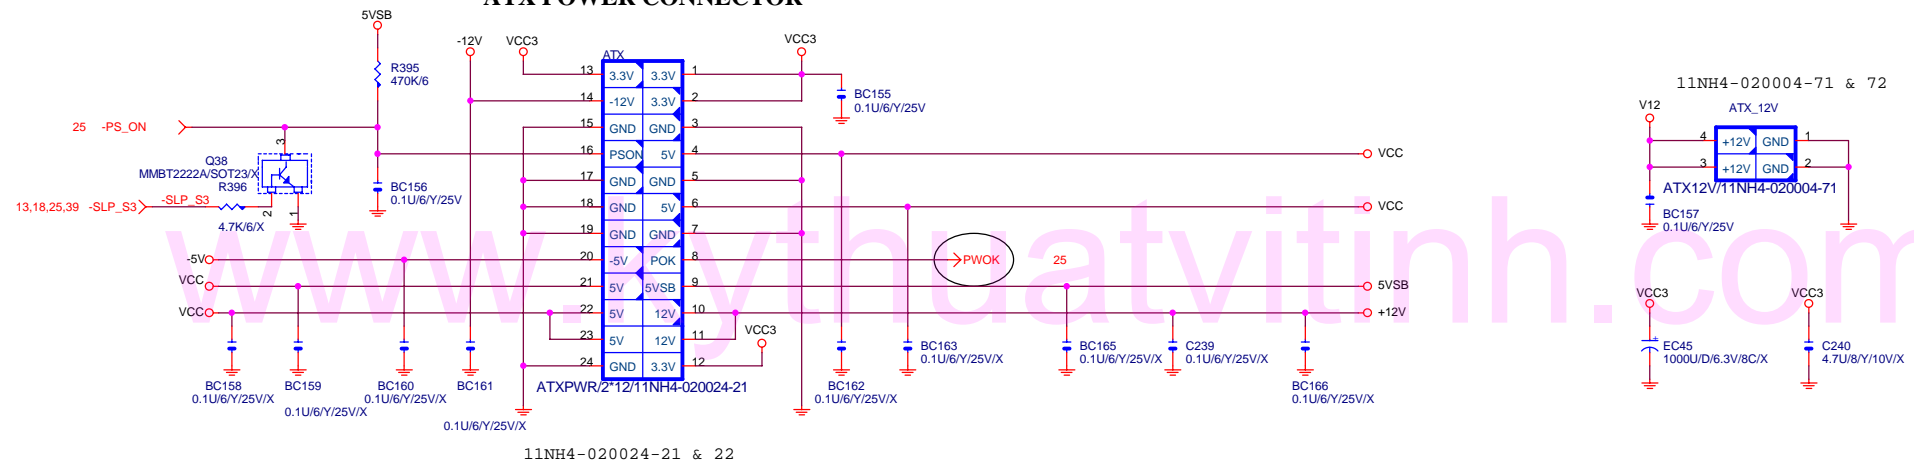 ATX POWER CONNECTOR
5VSB
R395
470K/6
-12V
VCC3
VCC3
25 -PS_ON
Q38
MMBT2222A/SOT23/X
3
2
1
R396
4.7K/6/X
13,18,25,39 -SLP_S3
-SLP_S3
BC156
0.1U/6/Y/25V
ATX
13 3.3V 3.3V 1
14 -12V 3.3V 2
15 GND GND 3
16 PSON 5V 4
17 GND GND 5
18 GND 5V 6
19 GND GND 7
20 -5V POK 8
21 5V 5VSB 9
22 5V 12V 10
23 5V 12V 11
24 GND 3.3V 12
ATXPWR/2*12/11NH4-020024-21
11NH4-020024-21 & 22
BC155
0.1U/6/Y/25V
VCC
VCC
PWOK 25
5VSB
+12V
VCC3
-5V
VCC
VCC
BC158
0.1U/6/Y/25V/X
BC159
0.1U/6/Y/25V/X
BC160
0.1U/6/Y/25V/X
BC161
0.1U/6/Y/25V/X
BC162
0.1U/6/Y/25V/X
BC163
0.1U/6/Y/25V/X
BC165
0.1U/6/Y/25V/X
C239
0.1U/6/Y/25V/X
BC166
0.1U/6/Y/25V/X
11NH4-020004-71 & 72
V12
ATX_12V
4 +12V GND 1
3 +12V GND 2
ATX12V/11NH4-020004-71
BC157
0.1U/6/Y/25V
VCC3
EC45
1000U/D/6.3V/8C/X
VCC3
C240
4.7U/8/Y/10V/X
www.kythuatvitinh.com